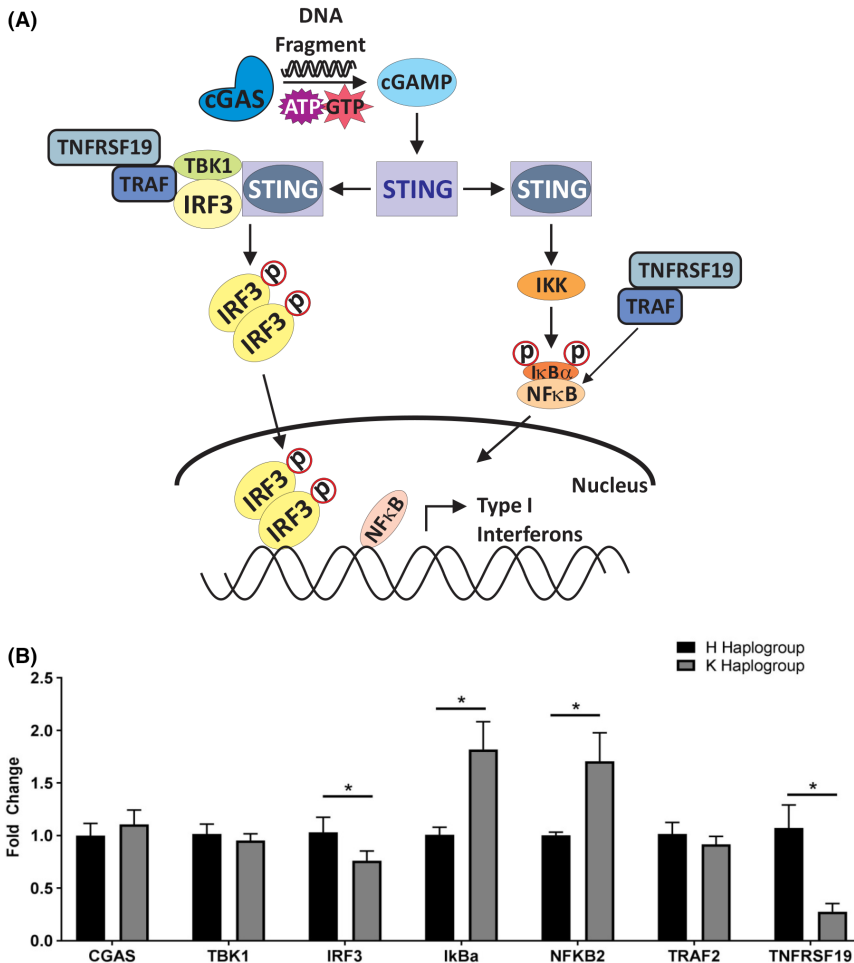 (A)
DNA
Fragment
cGAS
ATP
GTP
cGAMP
TNFRSF19
TRAF
TBK1
IRF3
STING
STING
STING
IRF3
p
IRF3
p
IKK
TNFRSF19
TRAF
p
p
IκBα
NFκB
Nucleus
IRF3
p
IRF3
p
NFκB
Type I
Interferons
(B)
H Haplogroup
K Haplogroup
Fold Change
2.5
2.0
1.5
1.0
0.5
0.0
*
*
*
*
CGAS TBK1 IRF3 IkBa NFKB2 TRAF2 TNFRSF19